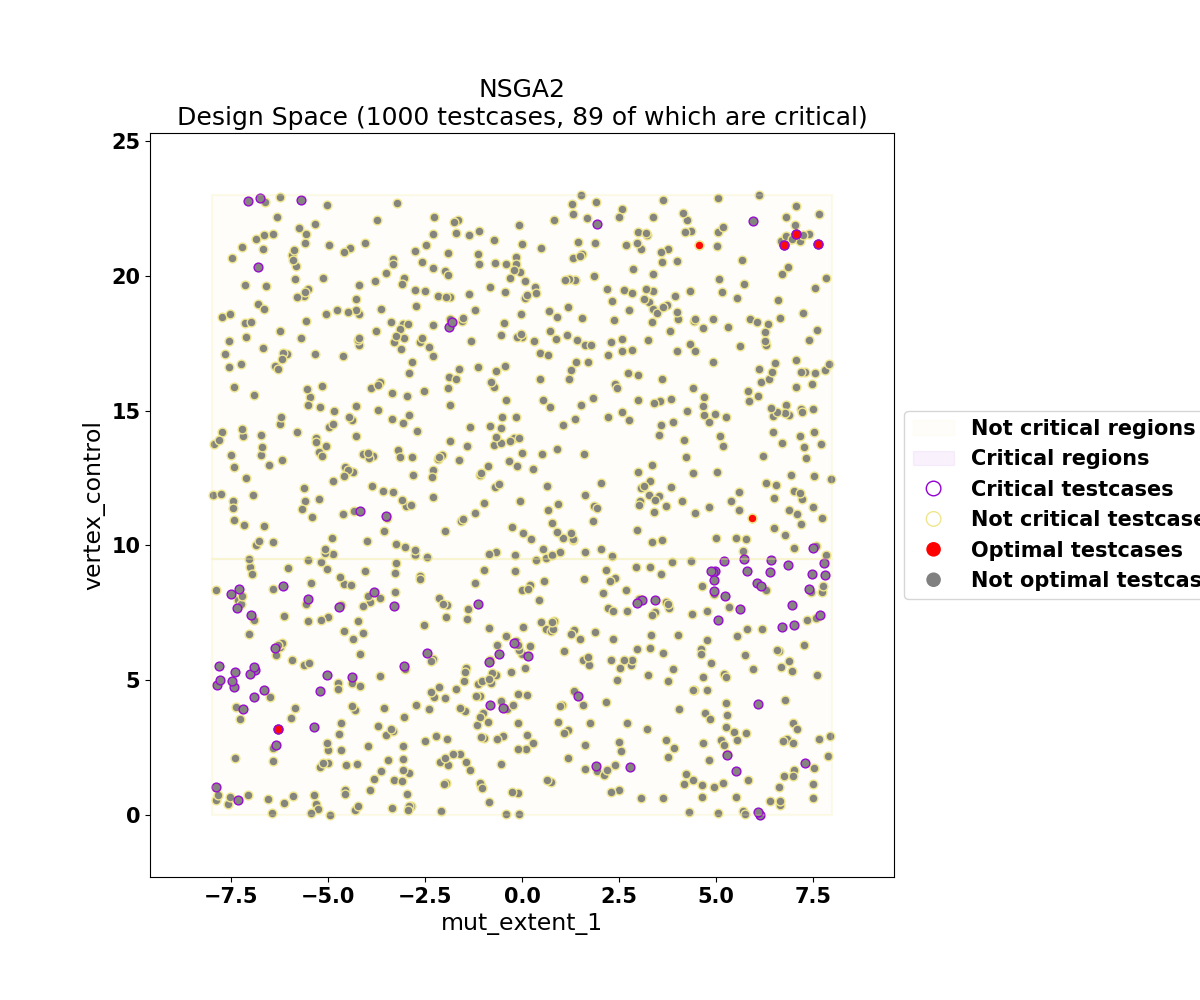 NSGA2
Design Space (1000 testcases, 89 of which are critical)
25
20
15
10
5
0
vertex_control
−7.5 −5.0 −2.5 0.0 2.5 5.0 7.5
mut_extent_1
Not critical regions
Critical regions
Critical testcases
Not critical testcase
Optimal testcases
Not optimal testcas